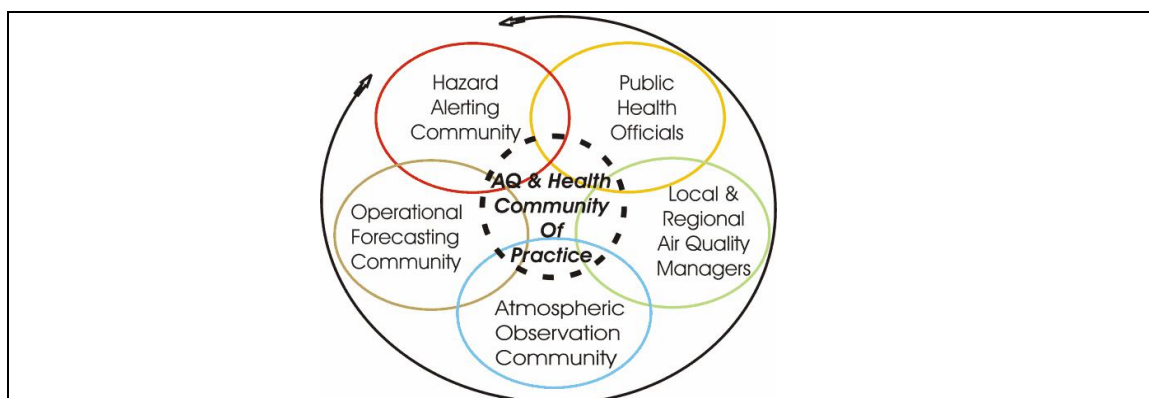 Hazard
Alerting
Community
Public
Health
Officials
AQ & Health
Community
Of
Practice
Operational
Forecasting
Community
Local &
Regional
Air Quality
Managers
Atmospheric
Observation
Community